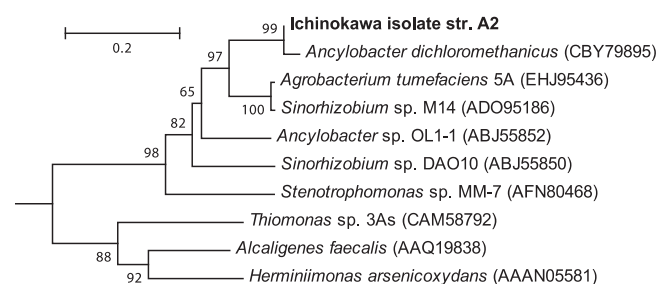 Ichinokawa isolate str. A2
99
Ancylobacter dichloromethanicus (CBY79895)
0.2
97
Agrobacterium tumefaciens 5A (EHJ95436)
65
100
Sinorhizobium sp. M14 (ADO95186)
82
Ancylobacter sp. OL1-1 (ABJ55852)
98
Sinorhizobium sp. DAO10 (ABJ55850)
Stenotrophomonas sp. MM-7 (AFN80468)
Thiomonas sp. 3As (CAM58792)
88
Alcaligenes faecalis (AAQ19838)
92
Herminiimonas arsenicoxydans (AAAN05581)